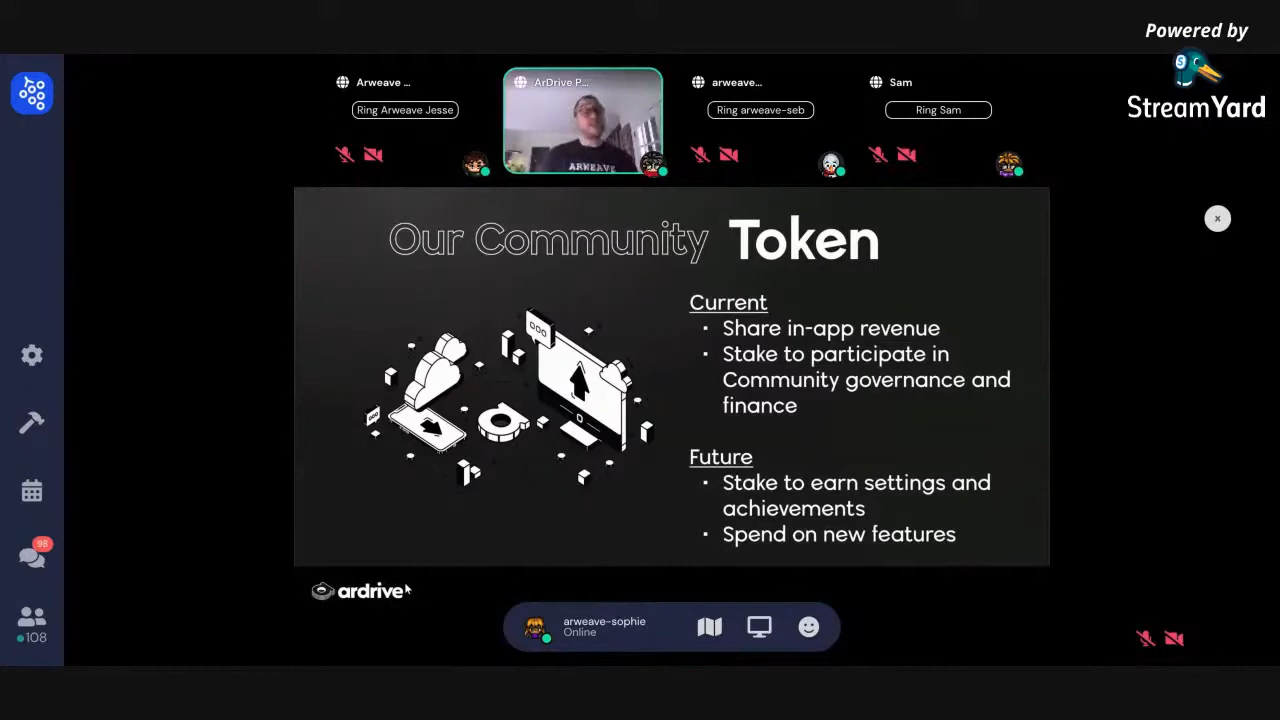 Powered by
StreamYard
Arweave ...
Ring Arweave Jesse
ArDrive P...
ARWEAVE
arweave...
Ring arweave-seb
Sam
Ring Sam
Our Community Token
Current
· Share in-app revenue
· Stake to participate in
Community governance and
finance
Future
· Stake to earn settings and
achievements
· Spend on new features
ardrive
arweave-sophie
Online
98
108